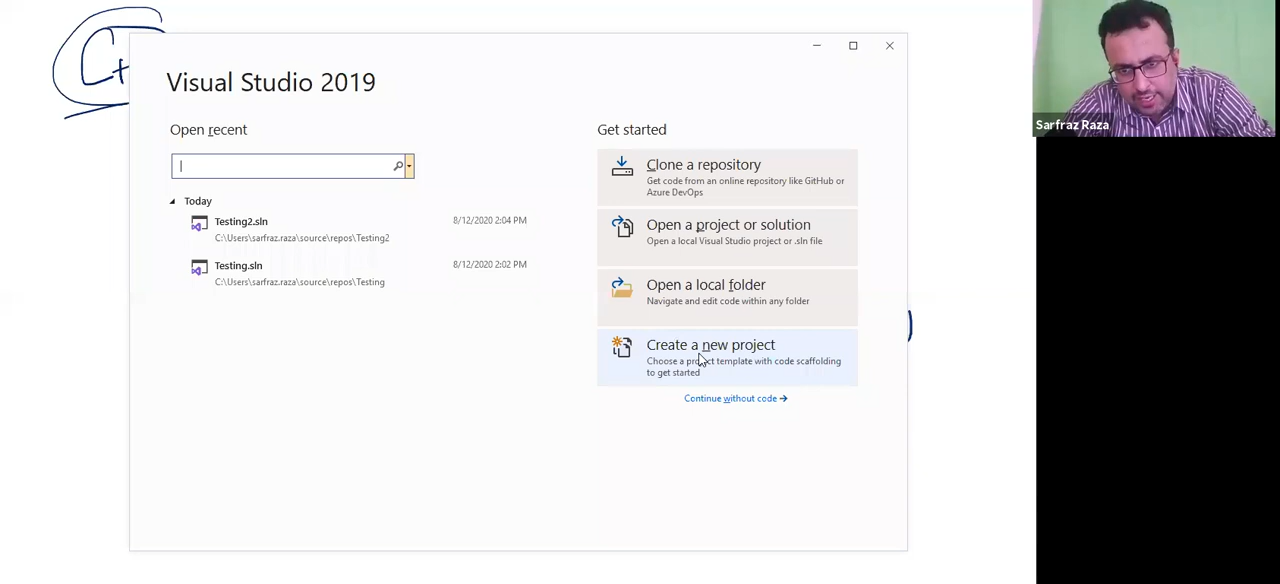 Visual Studio 2019
Open recent
Today
Testing2.sln
8/12/2020 2:04 PM
C:\Users\sarfraz.raza\source\repos\Testing2
Testing.sln
8/12/2020 2:02 PM
C:\Users\sarfraz.raza\source\repos\Testing
Get started
Clone a repository
Get code from an online repository like GitHub or
Azure DevOps
Open a project or solution
Open a local Visual Studio project or .sln file
Open a local folder
Navigate and edit code within any folder
Create a new project
Choose a project template with code scaffolding
to get started
Continue without code →
Sarfraz Raza